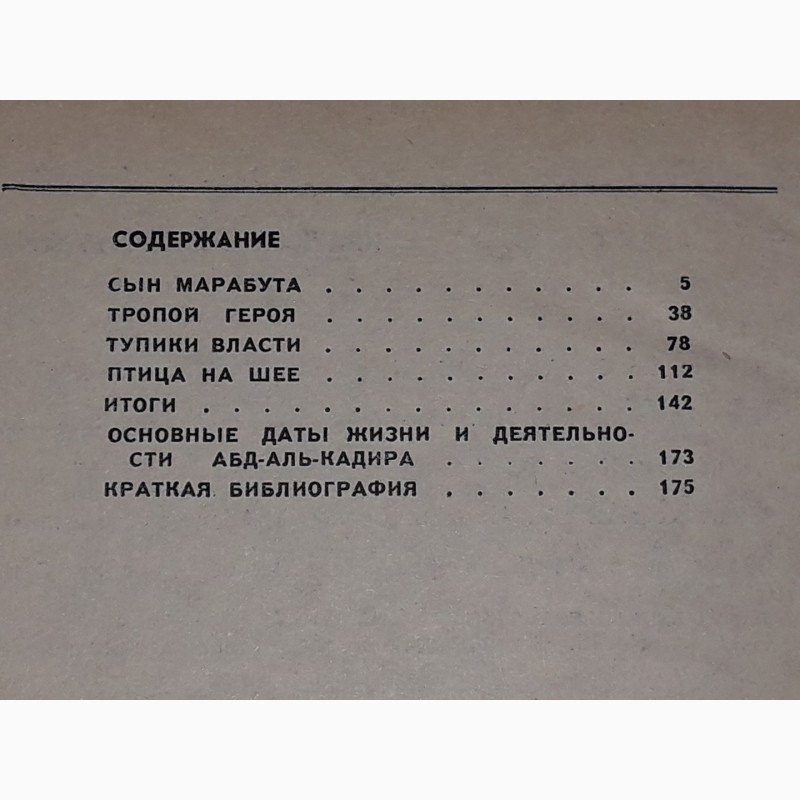 СОДЕРЖАНИЕ
СЫН МАРАБУТА . . . . . . . . . . . 5
ТРОПОЙ ГЕРОЯ . . . . . . . . . . . 38
ТУПИКИ ВЛАСТИ . . . . . . . . . . . 78
ПТИЦА НА ШЕЕ . . . . . . . . . . . 112
ИТОГИ . . . . . . . . . . . . . . . 142
ОСНОВНЫЕ ДАТЫ ЖИЗНИ И ДЕЯТЕЛЬНО-
СТИ АБД-АЛЬ-КАДИРА . . . . . . . 173
КРАТКАЯ БИБЛИОГРАФИЯ . . . . . . . 175